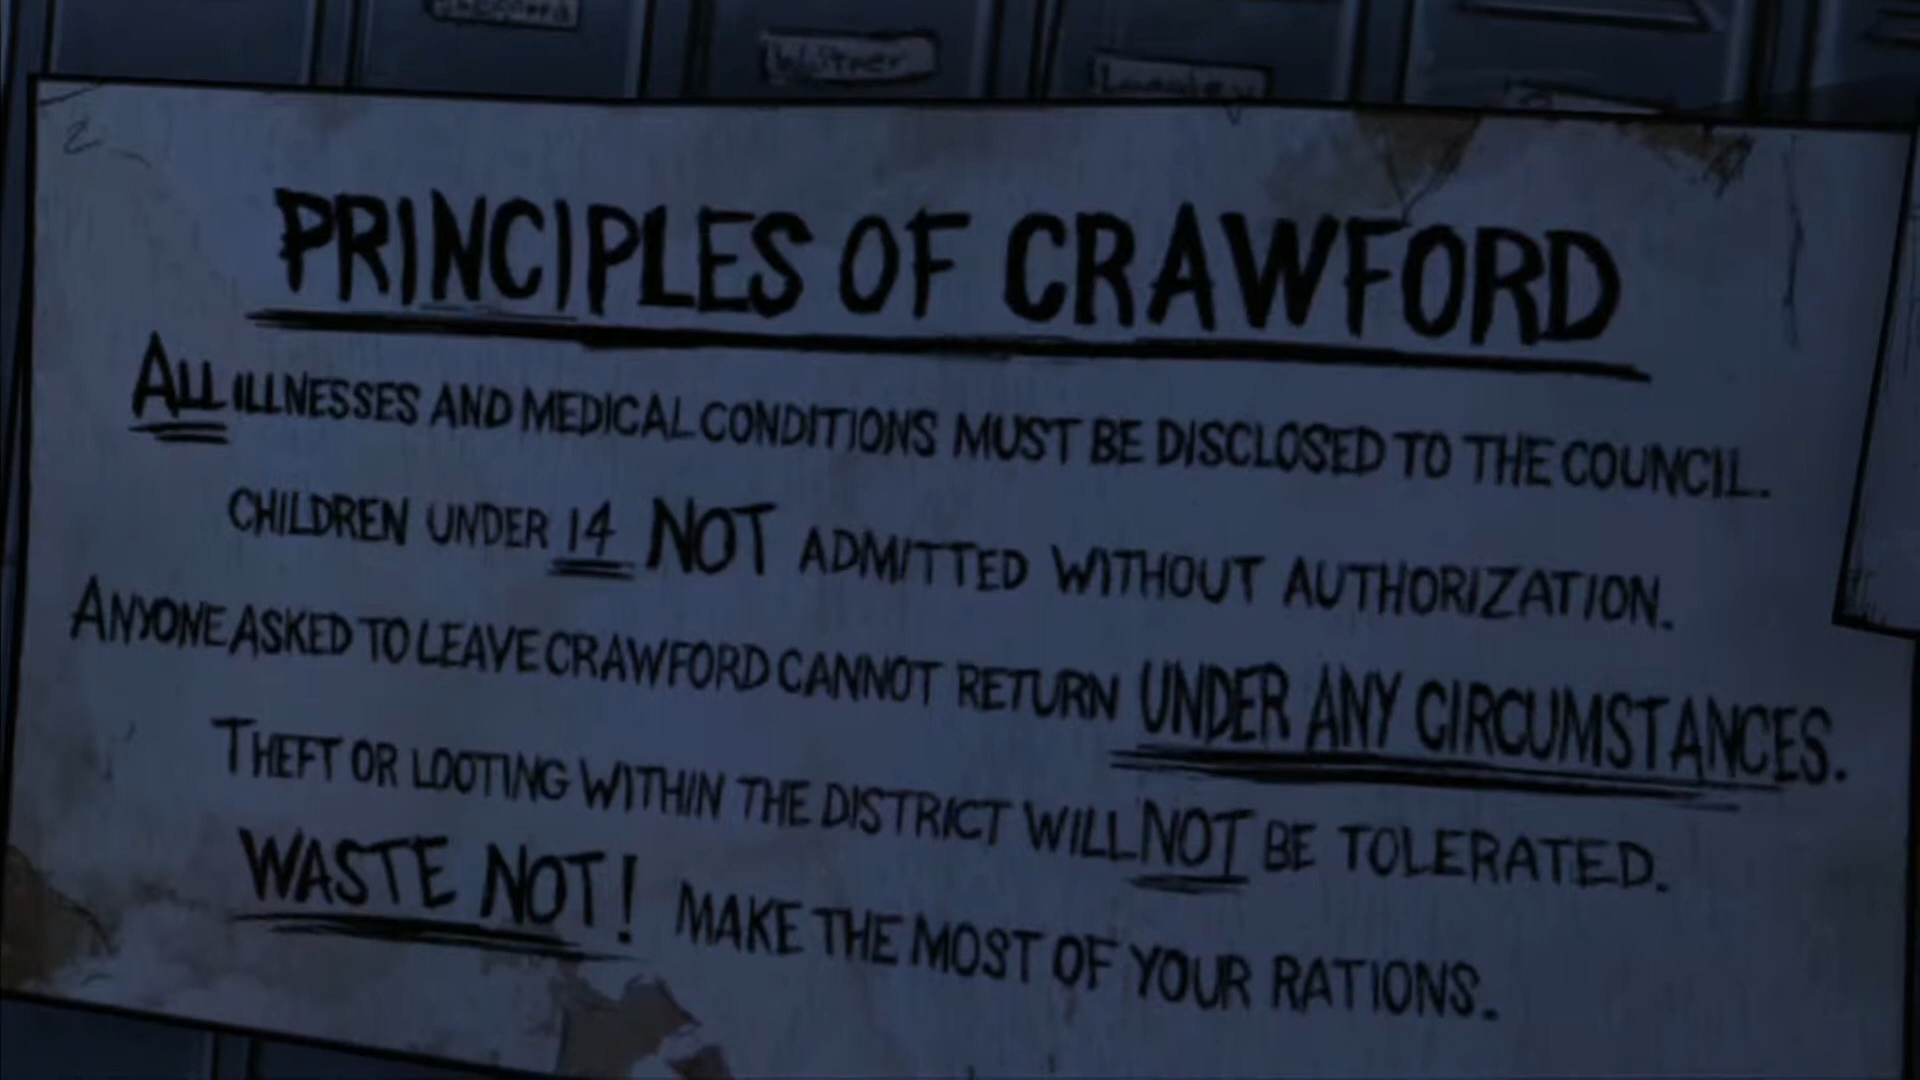 PRINCIPLES OF CRAWFORD
ALL ILLNESSES AND MEDICAL CONDITIONS MUST BE DISCLOSED TO THE COUNCIL.
CHILDREN UNDER 14 NOT ADMITTED WITHOUT AUTHORIZATION.
ANYONE ASKED TO LEAVE CRAWFORD CANNOT RETURN UNDER ANY CIRCUMSTANCES.
THEFT OR LOOTING WITHIN THE DISTRICT WILL NOT BE TOLERATED.
WASTE NOT! MAKE THE MOST OF YOUR RATIONS.